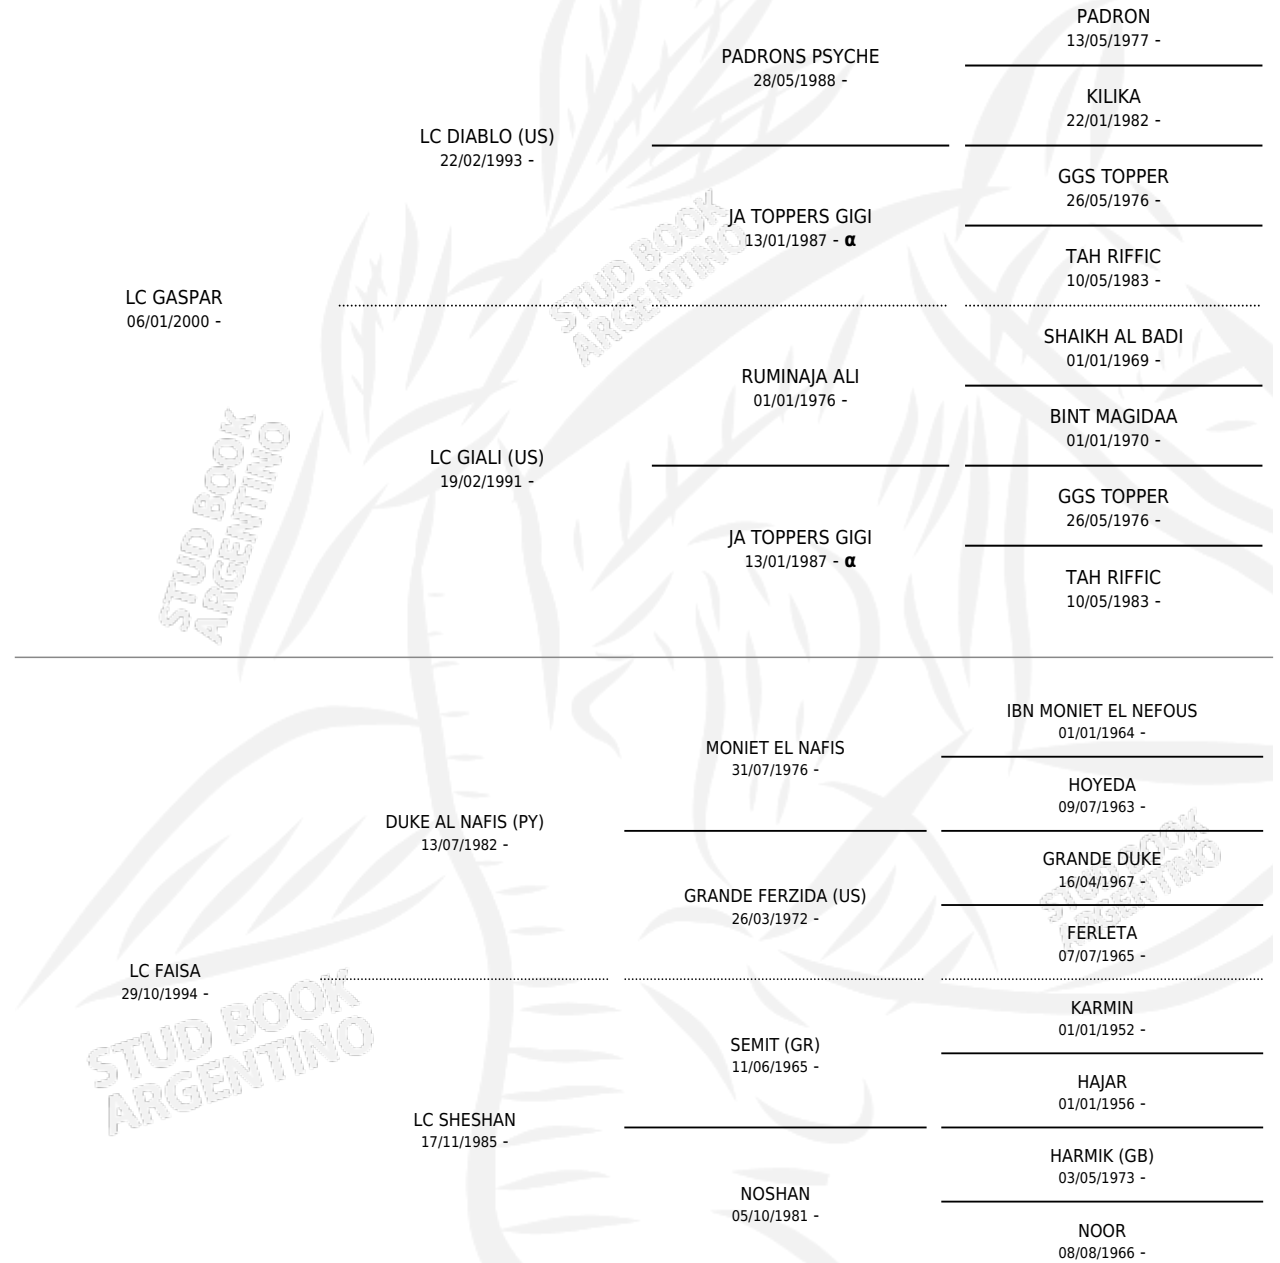 PADRON
13/05/1977 -
PADRONS PSYCHE
28/05/1988 -
KILIKA
22/01/1982 -
LC DIABLO (US)
22/02/1993 -
GGS TOPPER
26/05/1976 -
JA TOPPERS GIGI
13/01/1987 - α
TAH RIFFIC
10/05/1983 -
LC GASPAR
06/01/2000 -
SHAIKH AL BADI
01/01/1969 -
RUMINAJA ALI
01/01/1976 -
BINT MAGIDAA
01/01/1970 -
LC GIALI (US)
19/02/1991 -
GGS TOPPER
26/05/1976 -
JA TOPPERS GIGI
13/01/1987 - α
TAH RIFFIC
10/05/1983 -
IBN MONIET EL NEFOUS
01/01/1964 -
MONIET EL NAFIS
31/07/1976 -
HOYEDA
09/07/1963 -
DUKE AL NAFIS (PY)
13/07/1982 -
GRANDE DUKE
16/04/1967 -
GRANDE FERZIDA (US)
26/03/1972 -
FERLETA
07/07/1965 -
LC FAISA
29/10/1994 -
KARMIN
01/01/1952 -
SEMIT (GR)
11/06/1965 -
HAJAR
01/01/1956 -
LC SHESHAN
17/11/1985 -
HARMIK (GB)
03/05/1973 -
NOSHAN
05/10/1981 -
NOOR
08/08/1966 -
STUD BOOK
ARGENTINO
STUD BOOK
ARGENTINO
STUD BOOK
ARGENTINO
STUD BOOK
ARGENTINO